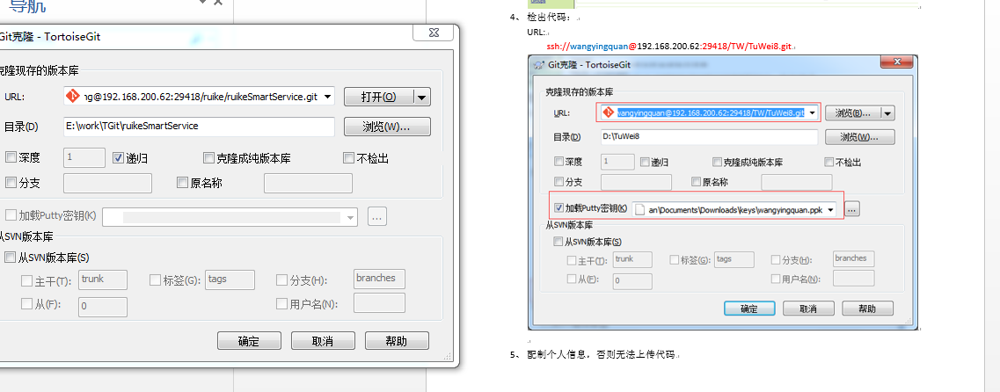 导航
Git克隆 - TortoiseGit
克隆现存的版本库
URL: ng@192.168.200.62:29418/ruike/ruikeSmartService.git 打开(O)
目录(D) E:\work\TGit\ruikeSmartService 浏览(W)...
深度 1 递归 克隆成纯版本库 不检出
分支 原名称
加载Putty密钥(K) ...
从SVN版本库
从SVN版本库(S)
主干(T): trunk 标签(G): tags 分支(H): branches
从(F): 0 用户名(N):
确定 取消 帮助
4、 检出代码：
URL:
ssh://wangyingquan@192.168.200.62:29418/TW/TuWei8.git
Git克隆 - TortoiseGit
克隆现存的版本库
URL: wangyingquan@192.168.200.62:29418/TW/TuWei8.git 浏览(B)...
目录(D) D:\TuWei8 浏览(W)...
深度 1 递归 克隆成纯版本库 不检出
分支 原名称
加载Putty密钥(K) an\Documents\Downloads\keys\wangyingquan.ppk ...
从SVN版本库
从SVN版本库(S)
主干(T): trunk 标签(G): tags 分支(H): branches
从(F): 0 用户名(N):
确定 取消 帮助
5、 配制个人信息，否则无法上传代码